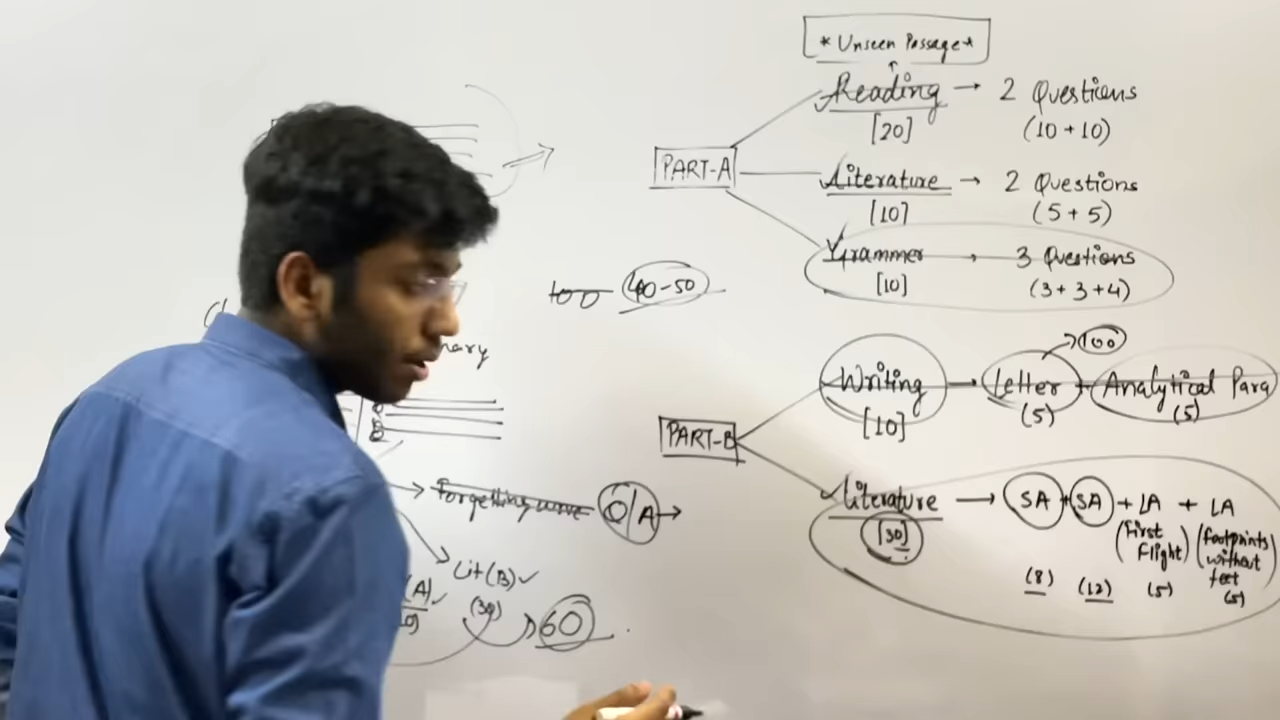 * Unseen Passage *
PART-A
Reading → 2 Questions
[20] (10 + 10)
Literature → 2 Questions
[10] (5 + 5)
Grammer → 3 Questions
[10] (3 + 3 + 4)
100 40-50
PART-B
Writing → Letter + Analytical Para
→ 100
[10] (5) (5)
Literature → SA + SA + LA + LA
[30] (First Flight) (footprints without feet
(8) (12) (5) (5)
Forgetting curve Q/A →
Lit (B) ✓
(A) ✓
(30) 60